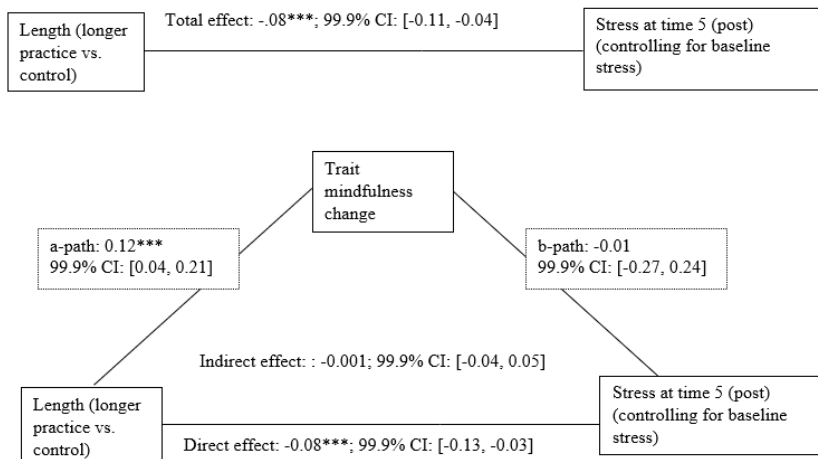 Total effect: -.08***; 99.9% CI: [-0.11, -0.04]
Length (longer
practice vs.
control)
Stress at time 5 (post)
(controlling for baseline
stress)
Trait
mindfulness
change
a-path: 0.12***
99.9% CI: [0.04, 0.21]
b-path: -0.01
99.9% CI: [-0.27, 0.24]
Indirect effect: : -0.001; 99.9% CI: [-0.04, 0.05]
Length (longer
practice vs.
control)
Stress at time 5 (post)
(controlling for baseline
stress)
Direct effect: -0.08***; 99.9% CI: [-0.13, -0.03]